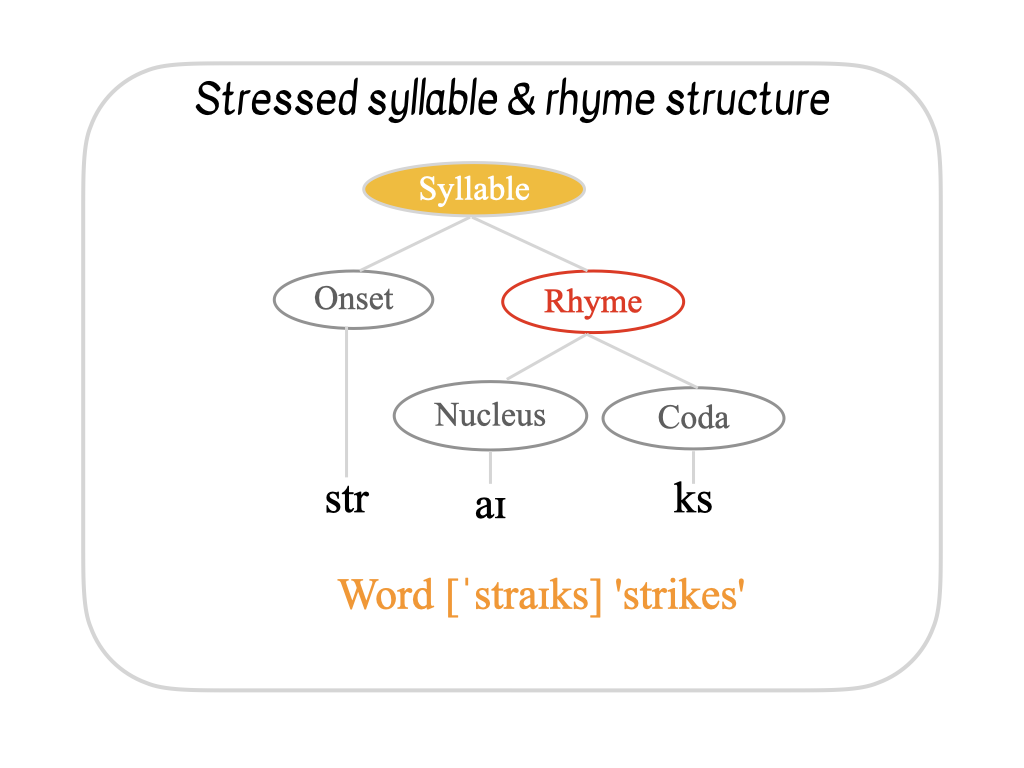 Stressed syllable & rhyme structure
Syllable
Onset
Rhyme
Nucleus
Coda
str
aɪ
ks
Word [ˈstraɪks] 'strikes'